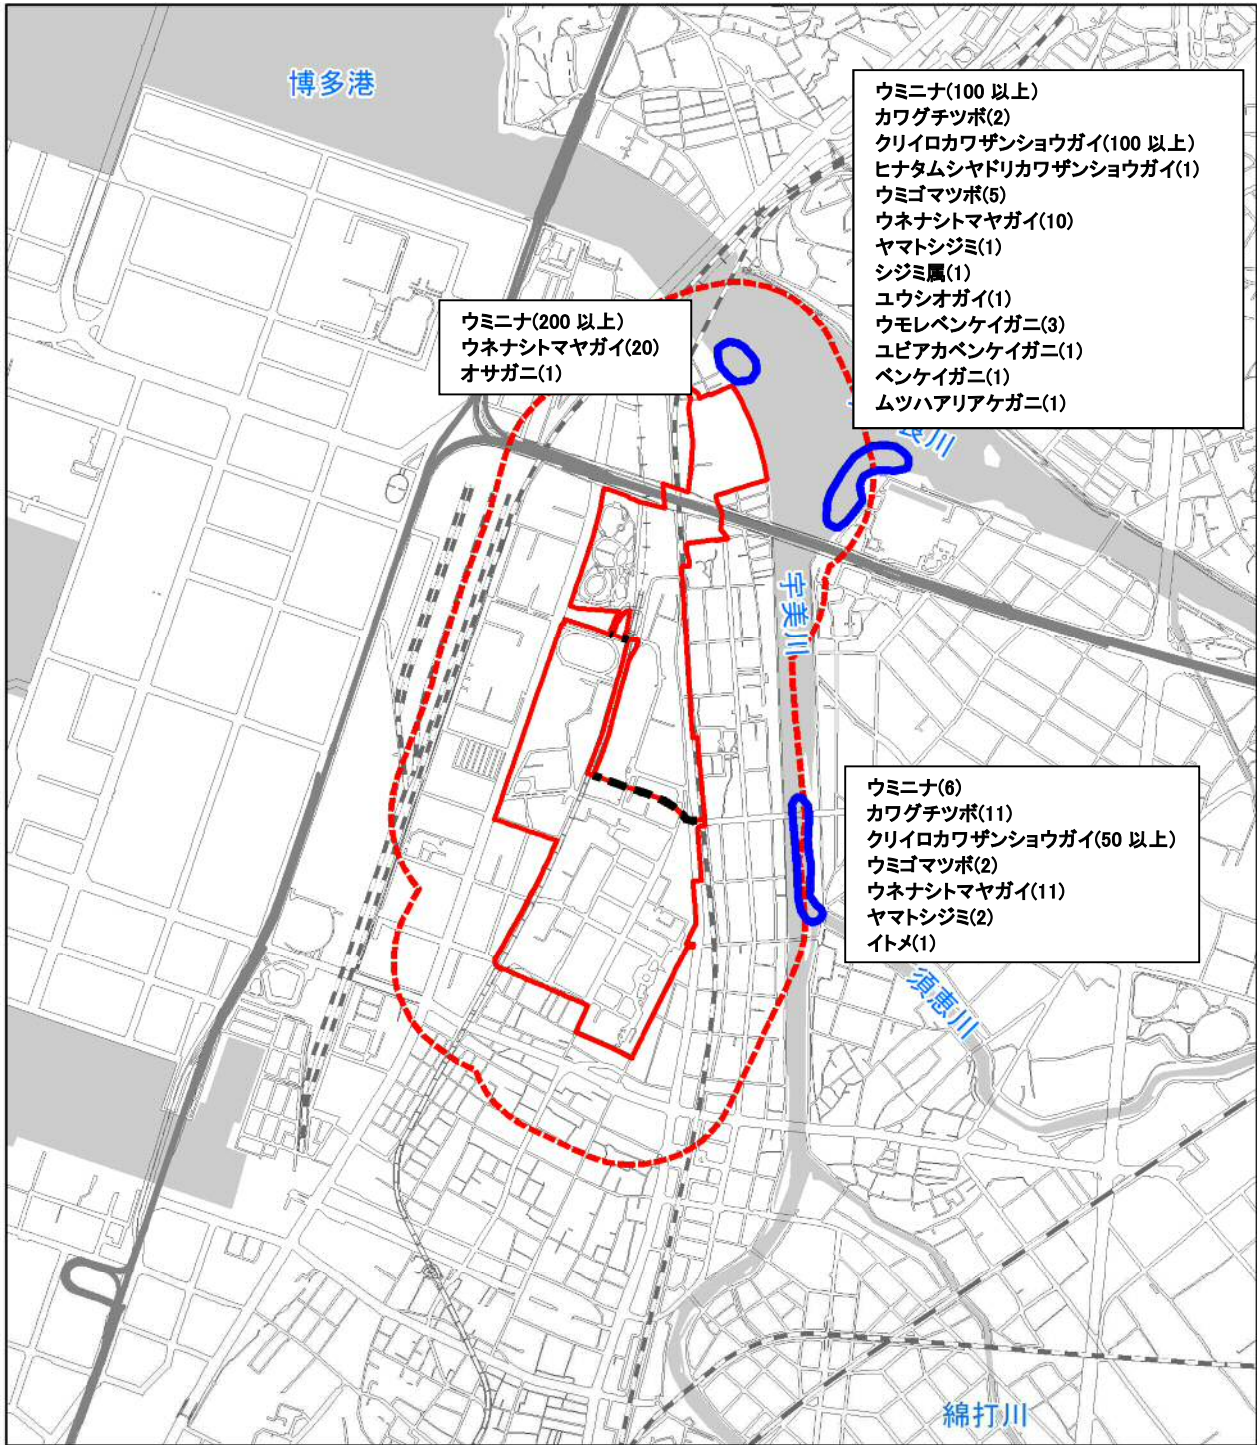 博多港
ウミニナ(100 以上)
カワグチツボ(2)
クリイロカワザンショウガイ(100 以上)
ヒナタムシヤドリカワザンショウガイ(1)
ウミゴマツボ(5)
ウネナシトマヤガイ(10)
ヤマトシジミ(1)
シジミ属(1)
ユウシオガイ(1)
ウモレベンケイガニ(3)
ユビアカベンケイガニ(1)
ベンケイガニ(1)
ムツハアリアケガニ(1)
ウミニナ(200 以上)
ウネナシトマヤガイ(20)
オサガニ(1)
良川
宇美川
ウミニナ(6)
カワグチツボ(11)
クリイロカワザンショウガイ(50 以上)
ウミゴマツボ(2)
ウネナシトマヤガイ(11)
ヤマトシジミ(2)
イトメ(1)
須恵川
綿打川